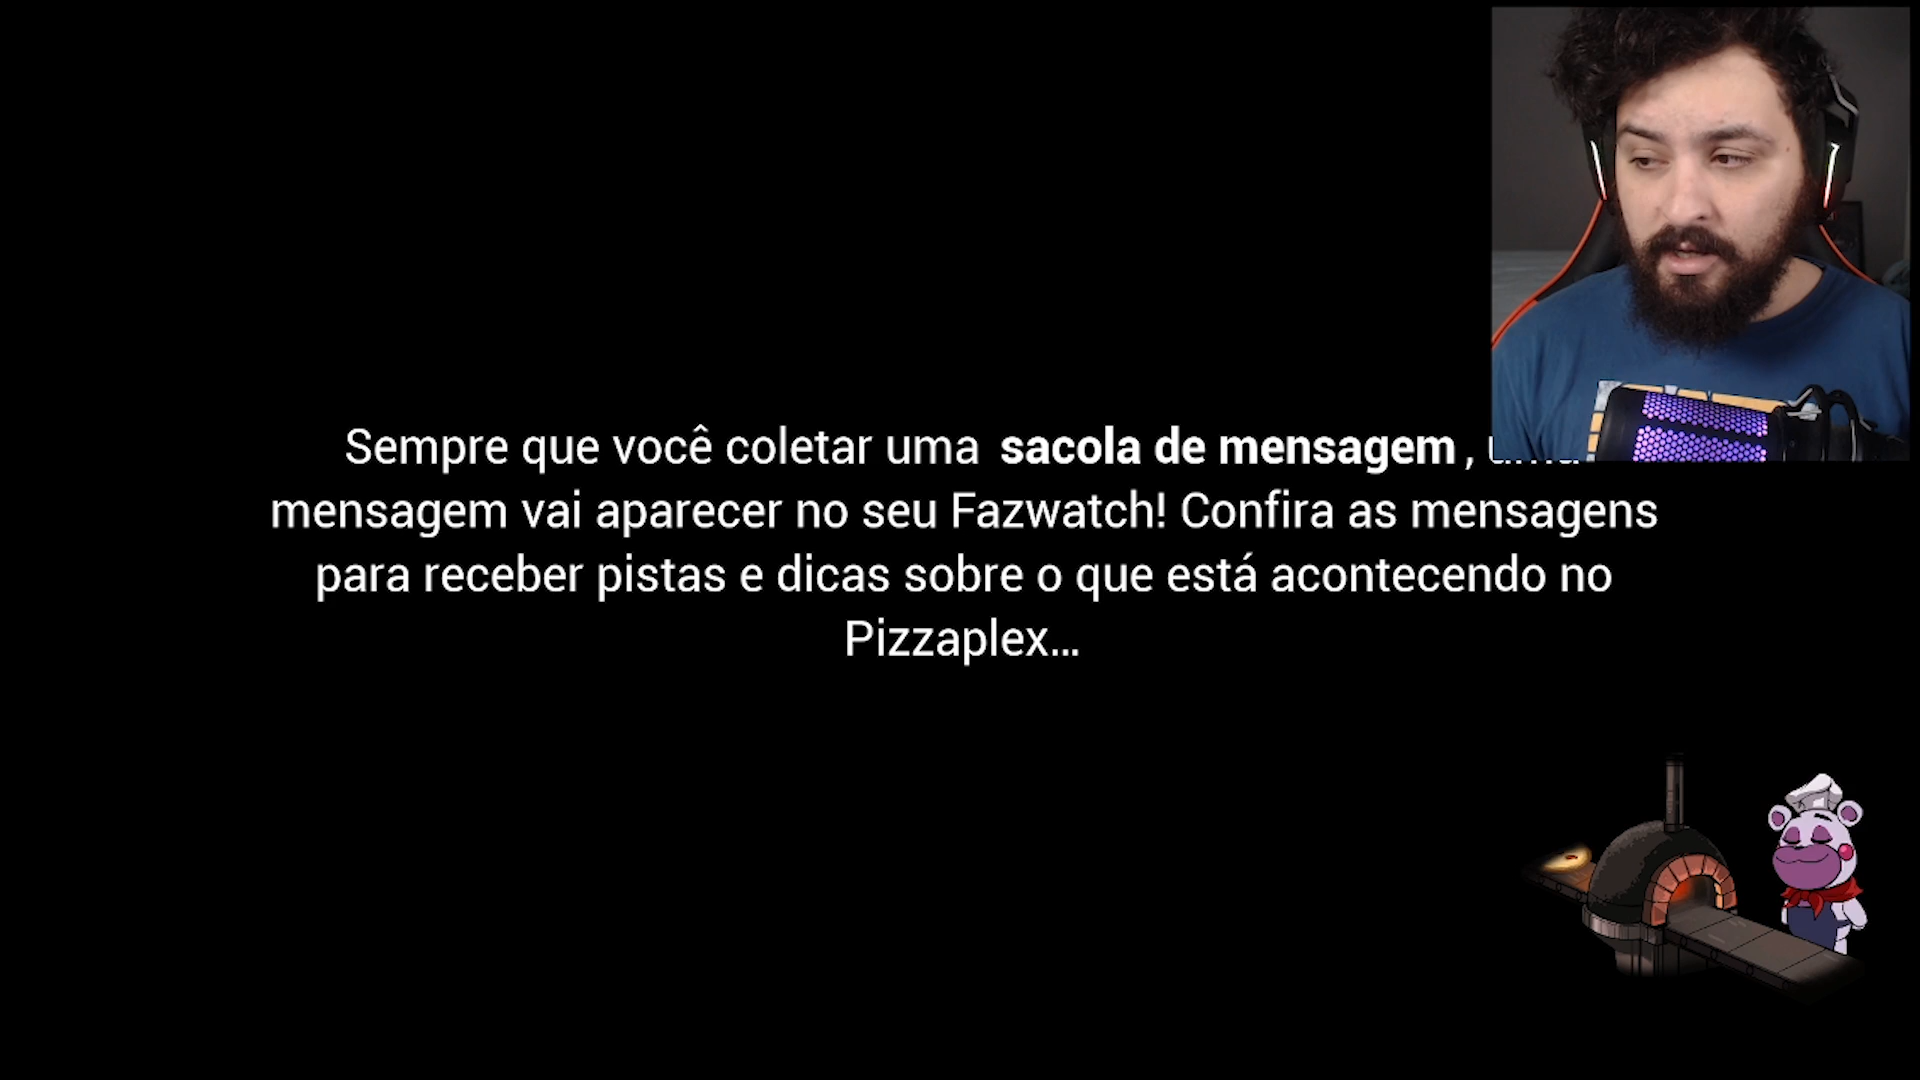 Sempre que você coletar uma sacola de mensagem,
mensagem vai aparecer no seu Fazwatch! Confira as mensagens
para receber pistas e dicas sobre o que está acontecendo no
Pizzaplex...